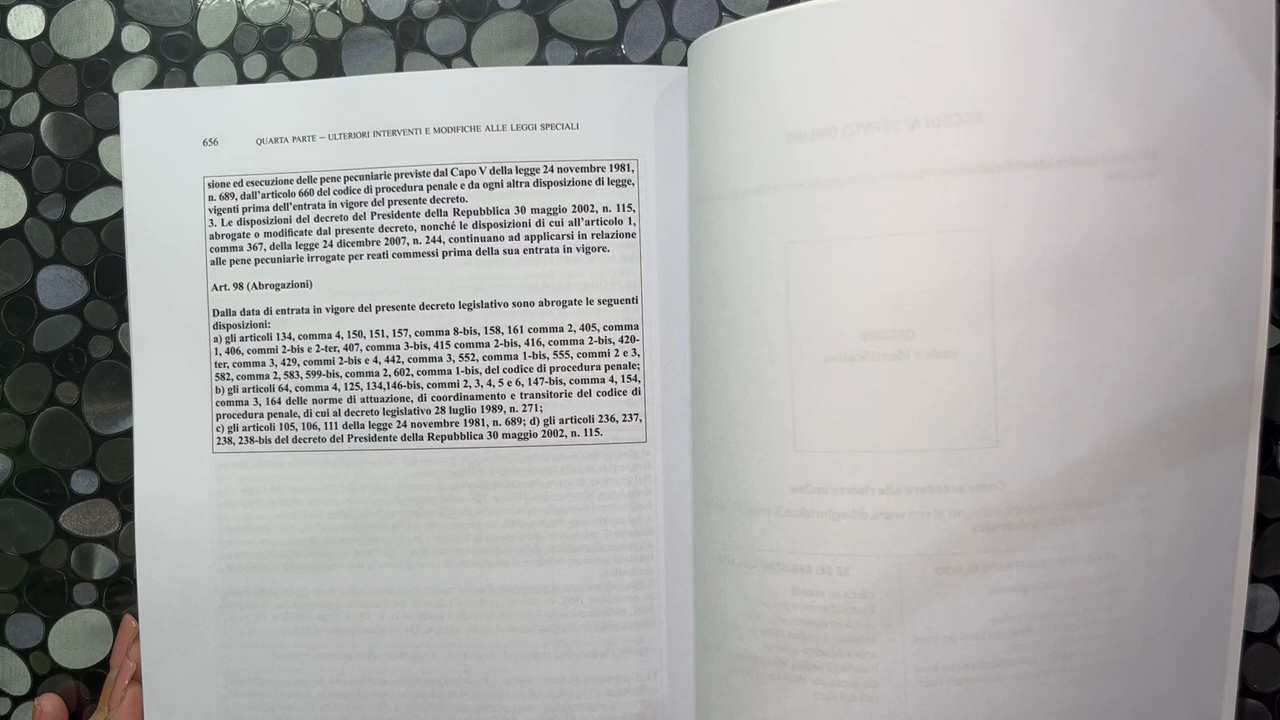 656 QUARTA PARTE – ULTERIORI INTERVENTI E MODIFICHE ALLE LEGGI SPECIALI
sione ed esecuzione delle pene pecuniarie previste dal Capo V della legge 24 novembre 1981,
n. 689, dall'articolo 660 del codice di procedura penale e da ogni altra disposizione di legge,
vigenti prima dell'entrata in vigore del presente decreto.
3. Le disposizioni del decreto del Presidente della Repubblica 30 maggio 2002, n. 115,
abrogate o modificate dal presente decreto, nonché le disposizioni di cui all'articolo 1,
comma 367, della legge 24 dicembre 2007, n. 244, continuano ad applicarsi in relazione
alle pene pecuniarie irrogate per reati commessi prima della sua entrata in vigore.
Art. 98 (Abrogazioni)
Dalla data di entrata in vigore del presente decreto legislativo sono abrogate le seguenti
disposizioni:
a) gli articoli 134, comma 4, 150, 151, 157, comma 8-bis, 158, 161 comma 2, 405, comma
1, 406, commi 2-bis e 2-ter, 407, comma 3-bis, 415 comma 2-bis, 416, comma 2-bis, 420-
ter, comma 3, 429, commi 2-bis e 4, 442, comma 3, 552, comma 1-bis, 555, commi 2 e 3,
582, comma 2, 583, 599-bis, comma 2, 602, comma 1-bis, del codice di procedura penale;
b) gli articoli 64, comma 4, 125, 134,146-bis, commi 2, 3, 4, 5 e 6, 147-bis, comma 4, 154,
comma 3, 164 delle norme di attuazione, di coordinamento e transitorie del codice di
procedura penale, di cui al decreto legislativo 28 luglio 1989, n. 271;
c) gli articoli 105, 106, 111 della legge 24 novembre 1981, n. 689; d) gli articoli 236, 237,
238, 238-bis del decreto del Presidente della Repubblica 30 maggio 2002, n. 115.